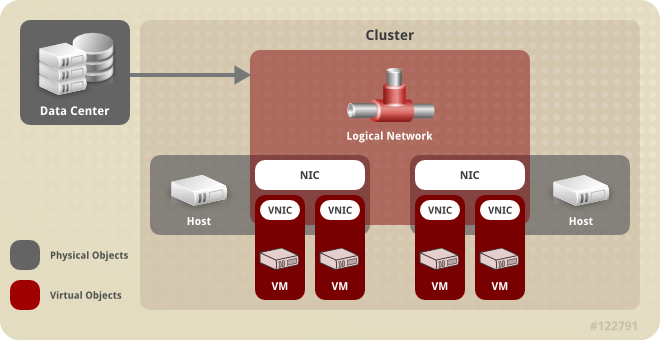 Cluster
Data Center
Logical Network
NIC
NIC
Host
VNIC
VNIC
VNIC
VNIC
Host
VM
VM
VM
VM
Physical Objects
Virtual Objects
#122791